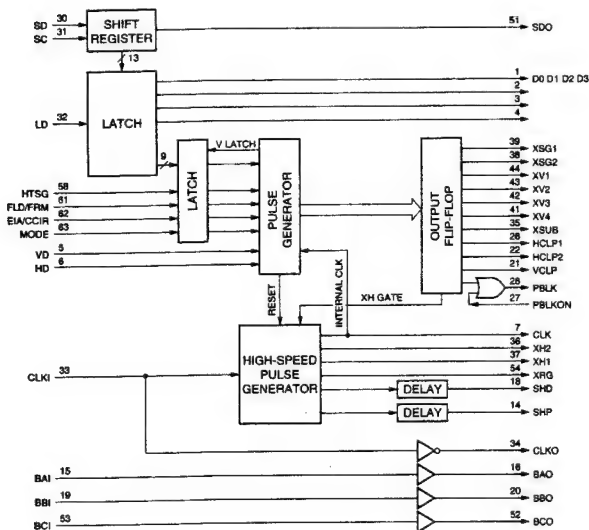 SD 30
SC 31
SHIFT
REGISTER
51 SDO
13
LD 32
LATCH
1 D0 D1 D2 D3
2
3
4
9
V LATCH
LATCH
HTSG 58
FLD/FRM 61
EIA/CCIR 62
MODE 63
VD 5
HD 6
PULSE
GENERATOR
OUTPUT
FLIP-FLOP
39 XSG1
38 XSG2
44 XV1
43 XV2
42 XV3
41 XV4
35 XSUB
26 HCLP1
22 HCLP2
21 VCLP
28 PBLK
27 PBLKON
RESET
INTERNAL CLK
XH GATE
HIGH-SPEED
PULSE
GENERATOR
CLKI 33
7 CLK
36 XH2
37 XH1
54 XRG
DELAY 18 SHD
DELAY 14 SHP
34 CLKO
BAI 15
16 BAO
BBI 19
20 BBO
BCI 53
52 BCO